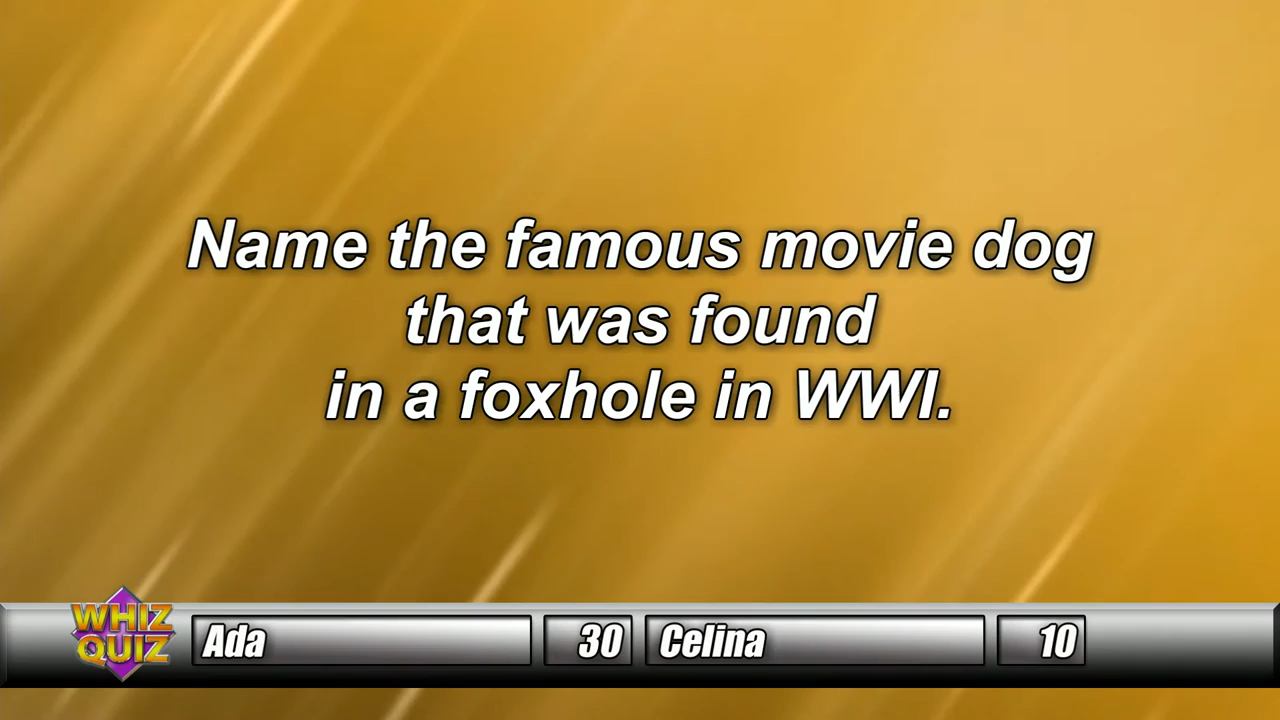 Name the famous movie dog
that was found
in a foxhole in WWI.
WHIZ
QUIZ
Ada 30 Celina 10